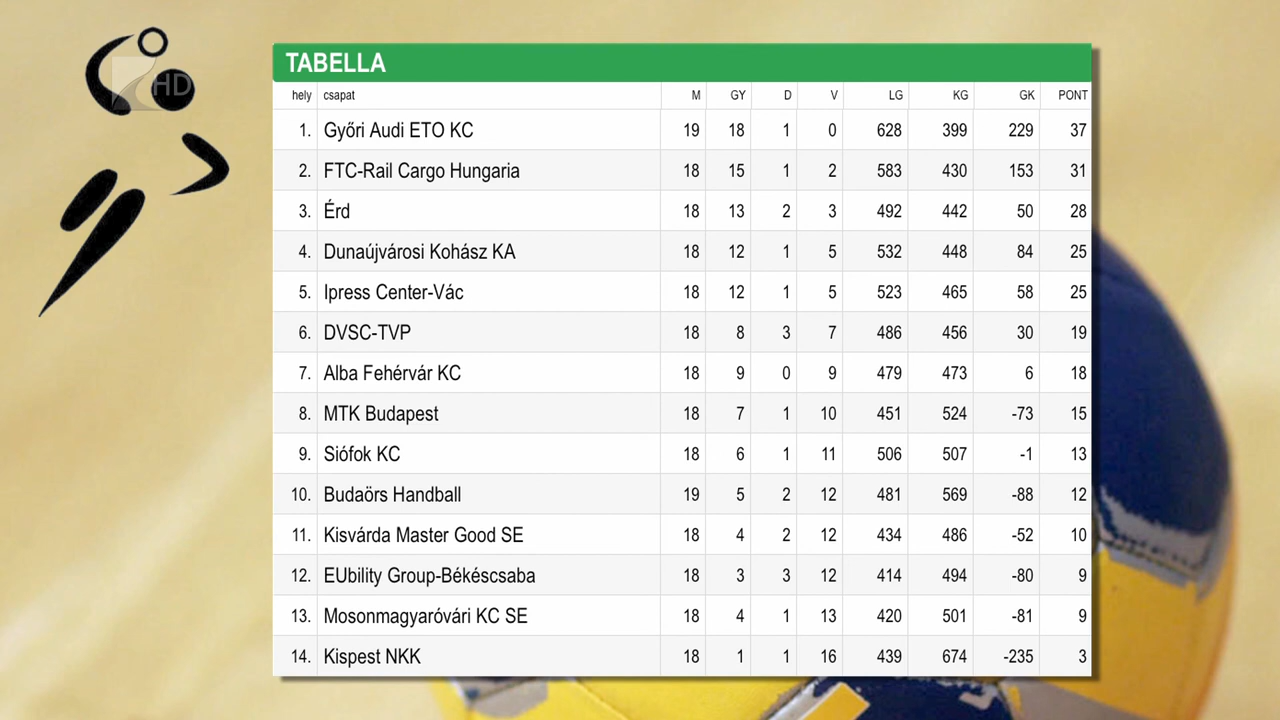 HD
TABELLA
hely csapat M GY D V LG KG GK PONT
1. Győri Audi ETO KC 19 18 1 0 628 399 229 37
2. FTC-Rail Cargo Hungaria 18 15 1 2 583 430 153 31
3. Érd 18 13 2 3 492 442 50 28
4. Dunaújvárosi Kohász KA 18 12 1 5 532 448 84 25
5. Ipress Center-Vác 18 12 1 5 523 465 58 25
6. DVSC-TVP 18 8 3 7 486 456 30 19
7. Alba Fehérvár KC 18 9 0 9 479 473 6 18
8. MTK Budapest 18 7 1 10 451 524 -73 15
9. Siófok KC 18 6 1 11 506 507 -1 13
10. Budaörs Handball 19 5 2 12 481 569 -88 12
11. Kisvárda Master Good SE 18 4 2 12 434 486 -52 10
12. EUbility Group-Békéscsaba 18 3 3 12 414 494 -80 9
13. Mosonmagyaróvári KC SE 18 4 1 13 420 501 -81 9
14. Kispest NKK 18 1 1 16 439 674 -235 3